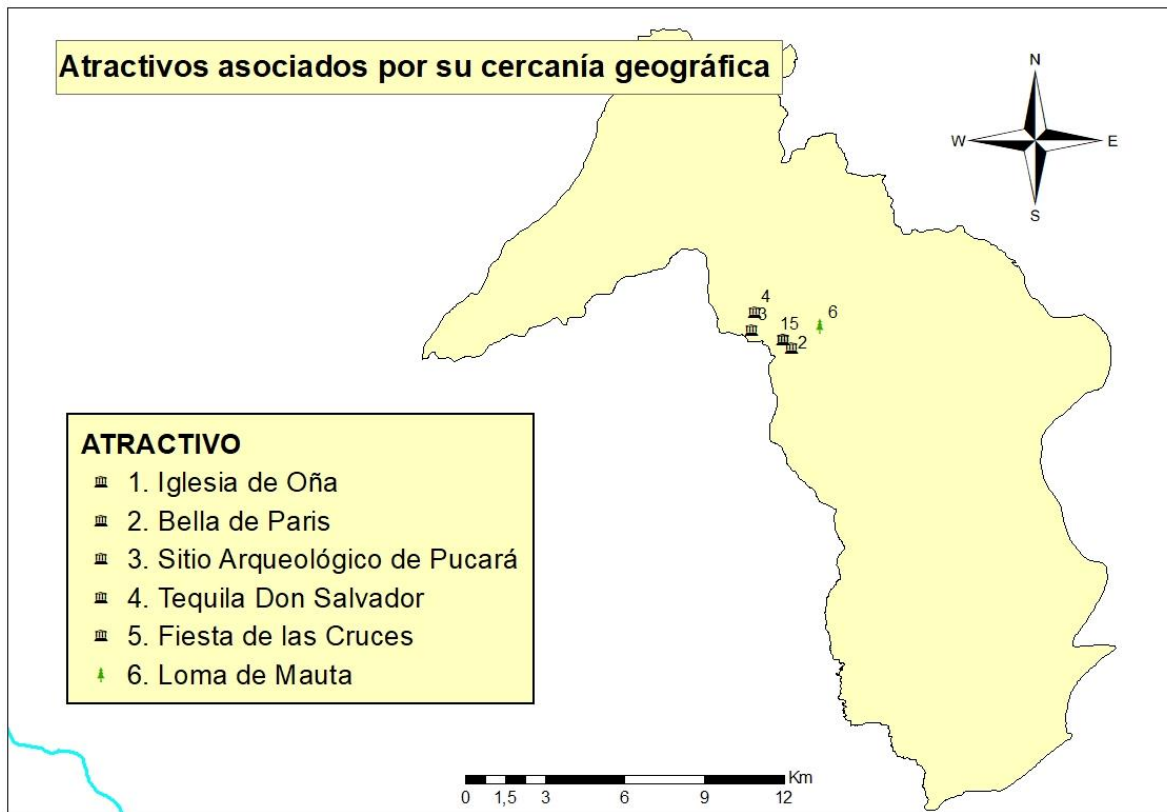 Atractivos asociados por su cercanía geográfica
N
W E
S
4
3
6
15
2
ATRACTIVO
1. Iglesia de Oña
2. Bella de Paris
3. Sitio Arqueológico de Pucará
4. Tequila Don Salvador
5. Fiesta de las Cruces
6. Loma de Mauta
Km
0 1,5 3 6 9 12